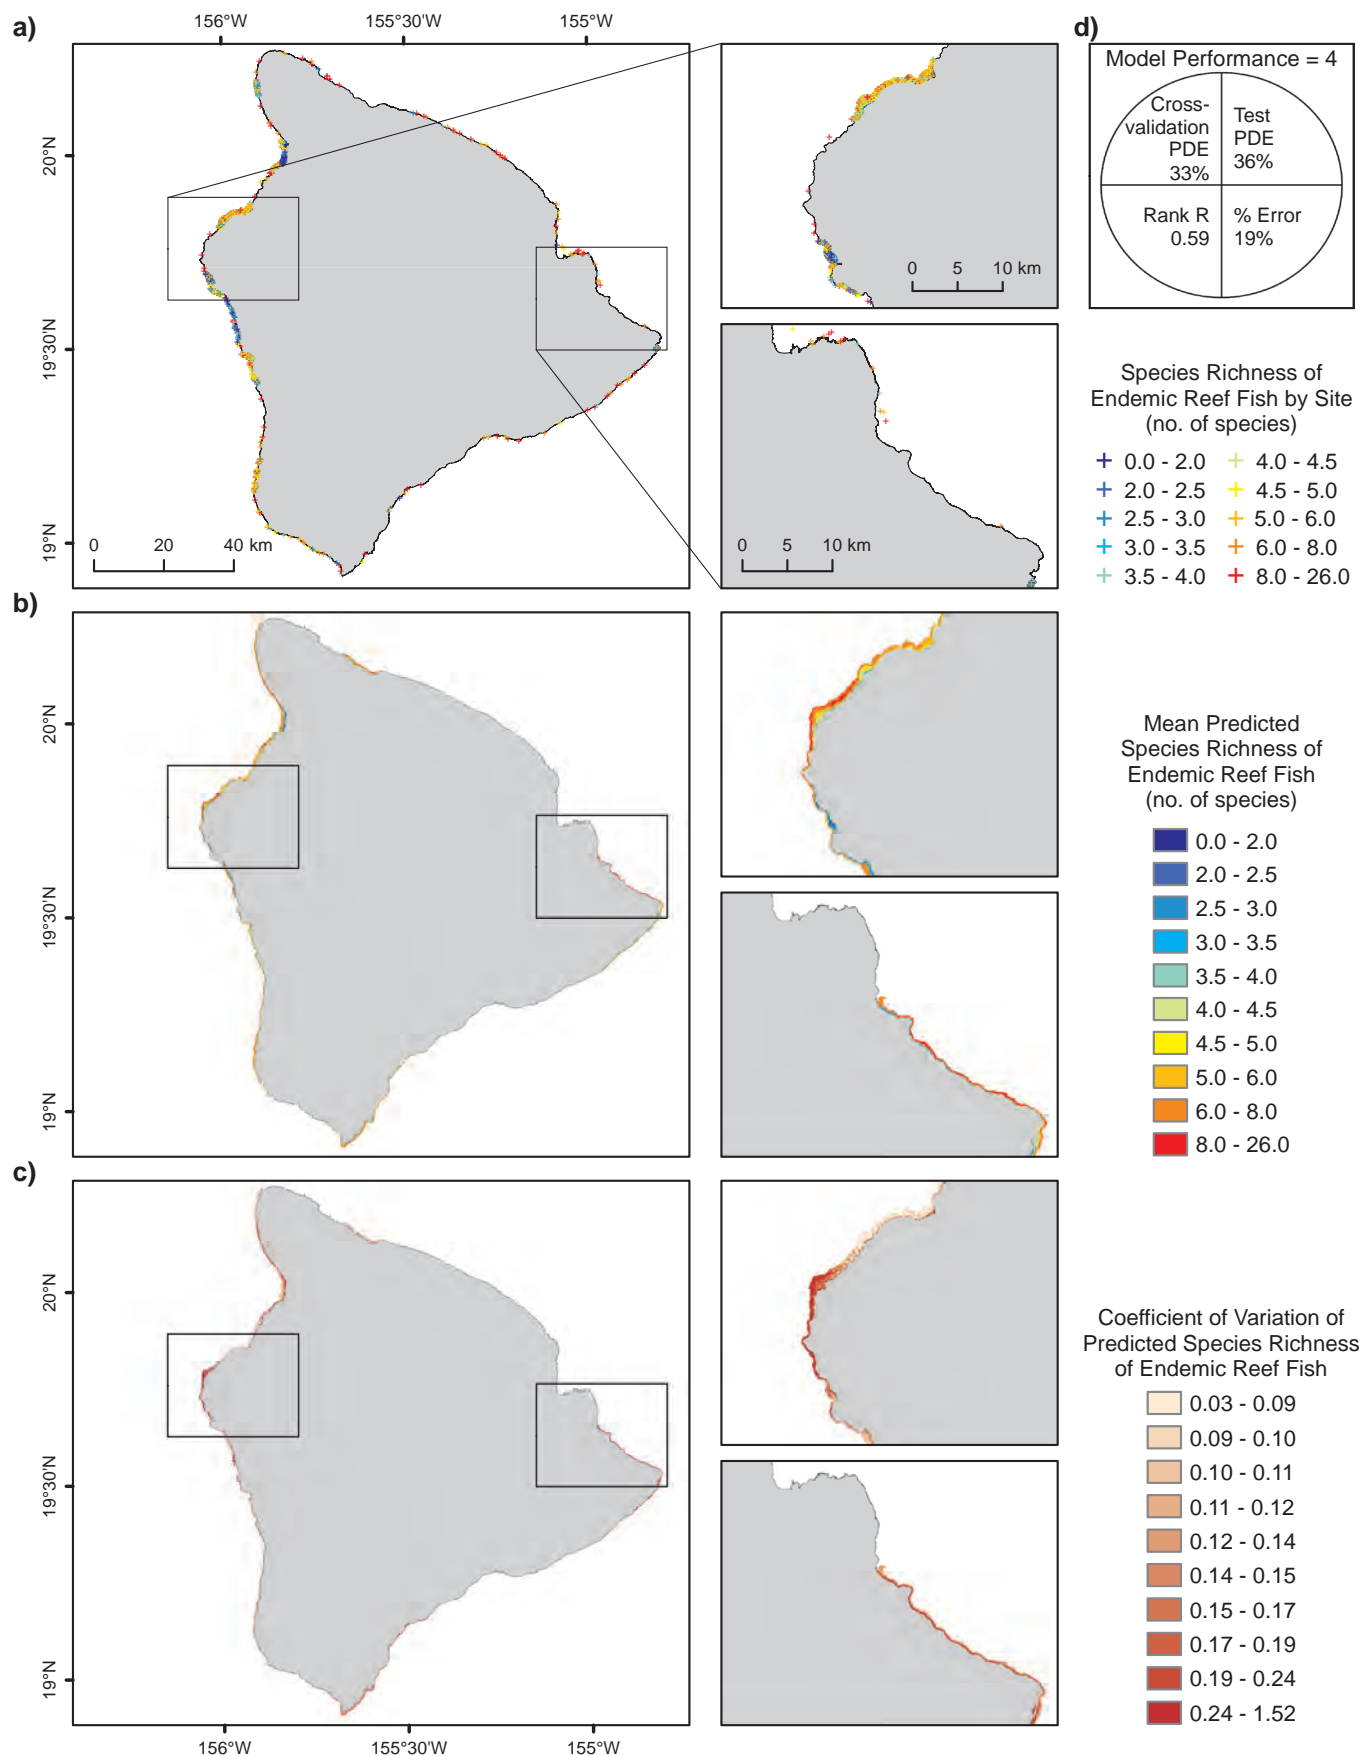 a)
156°W
155°30'W
155°W
20°N
19°30'N
19°N
0 20 40 km
0 5 10 km
0 5 10 km
d)
Model Performance = 4
Cross-
validation
PDE
33%
Test
PDE
36%
Rank R
0.59
% Error
19%
Species Richness of
Endemic Reef Fish by Site
(no. of species)
0.0 - 2.0
2.0 - 2.5
2.5 - 3.0
3.0 - 3.5
3.5 - 4.0
4.0 - 4.5
4.5 - 5.0
5.0 - 6.0
6.0 - 8.0
8.0 - 26.0
b)
20°N
19°30'N
19°N
Mean Predicted
Species Richness of
Endemic Reef Fish
(no. of species)
0.0 - 2.0
2.0 - 2.5
2.5 - 3.0
3.0 - 3.5
3.5 - 4.0
4.0 - 4.5
4.5 - 5.0
5.0 - 6.0
6.0 - 8.0
8.0 - 26.0
c)
20°N
19°30'N
19°N
156°W
155°30'W
155°W
Coefficient of Variation of
Predicted Species Richness
of Endemic Reef Fish
0.03 - 0.09
0.09 - 0.10
0.10 - 0.11
0.11 - 0.12
0.12 - 0.14
0.14 - 0.15
0.15 - 0.17
0.17 - 0.19
0.19 - 0.24
0.24 - 1.52